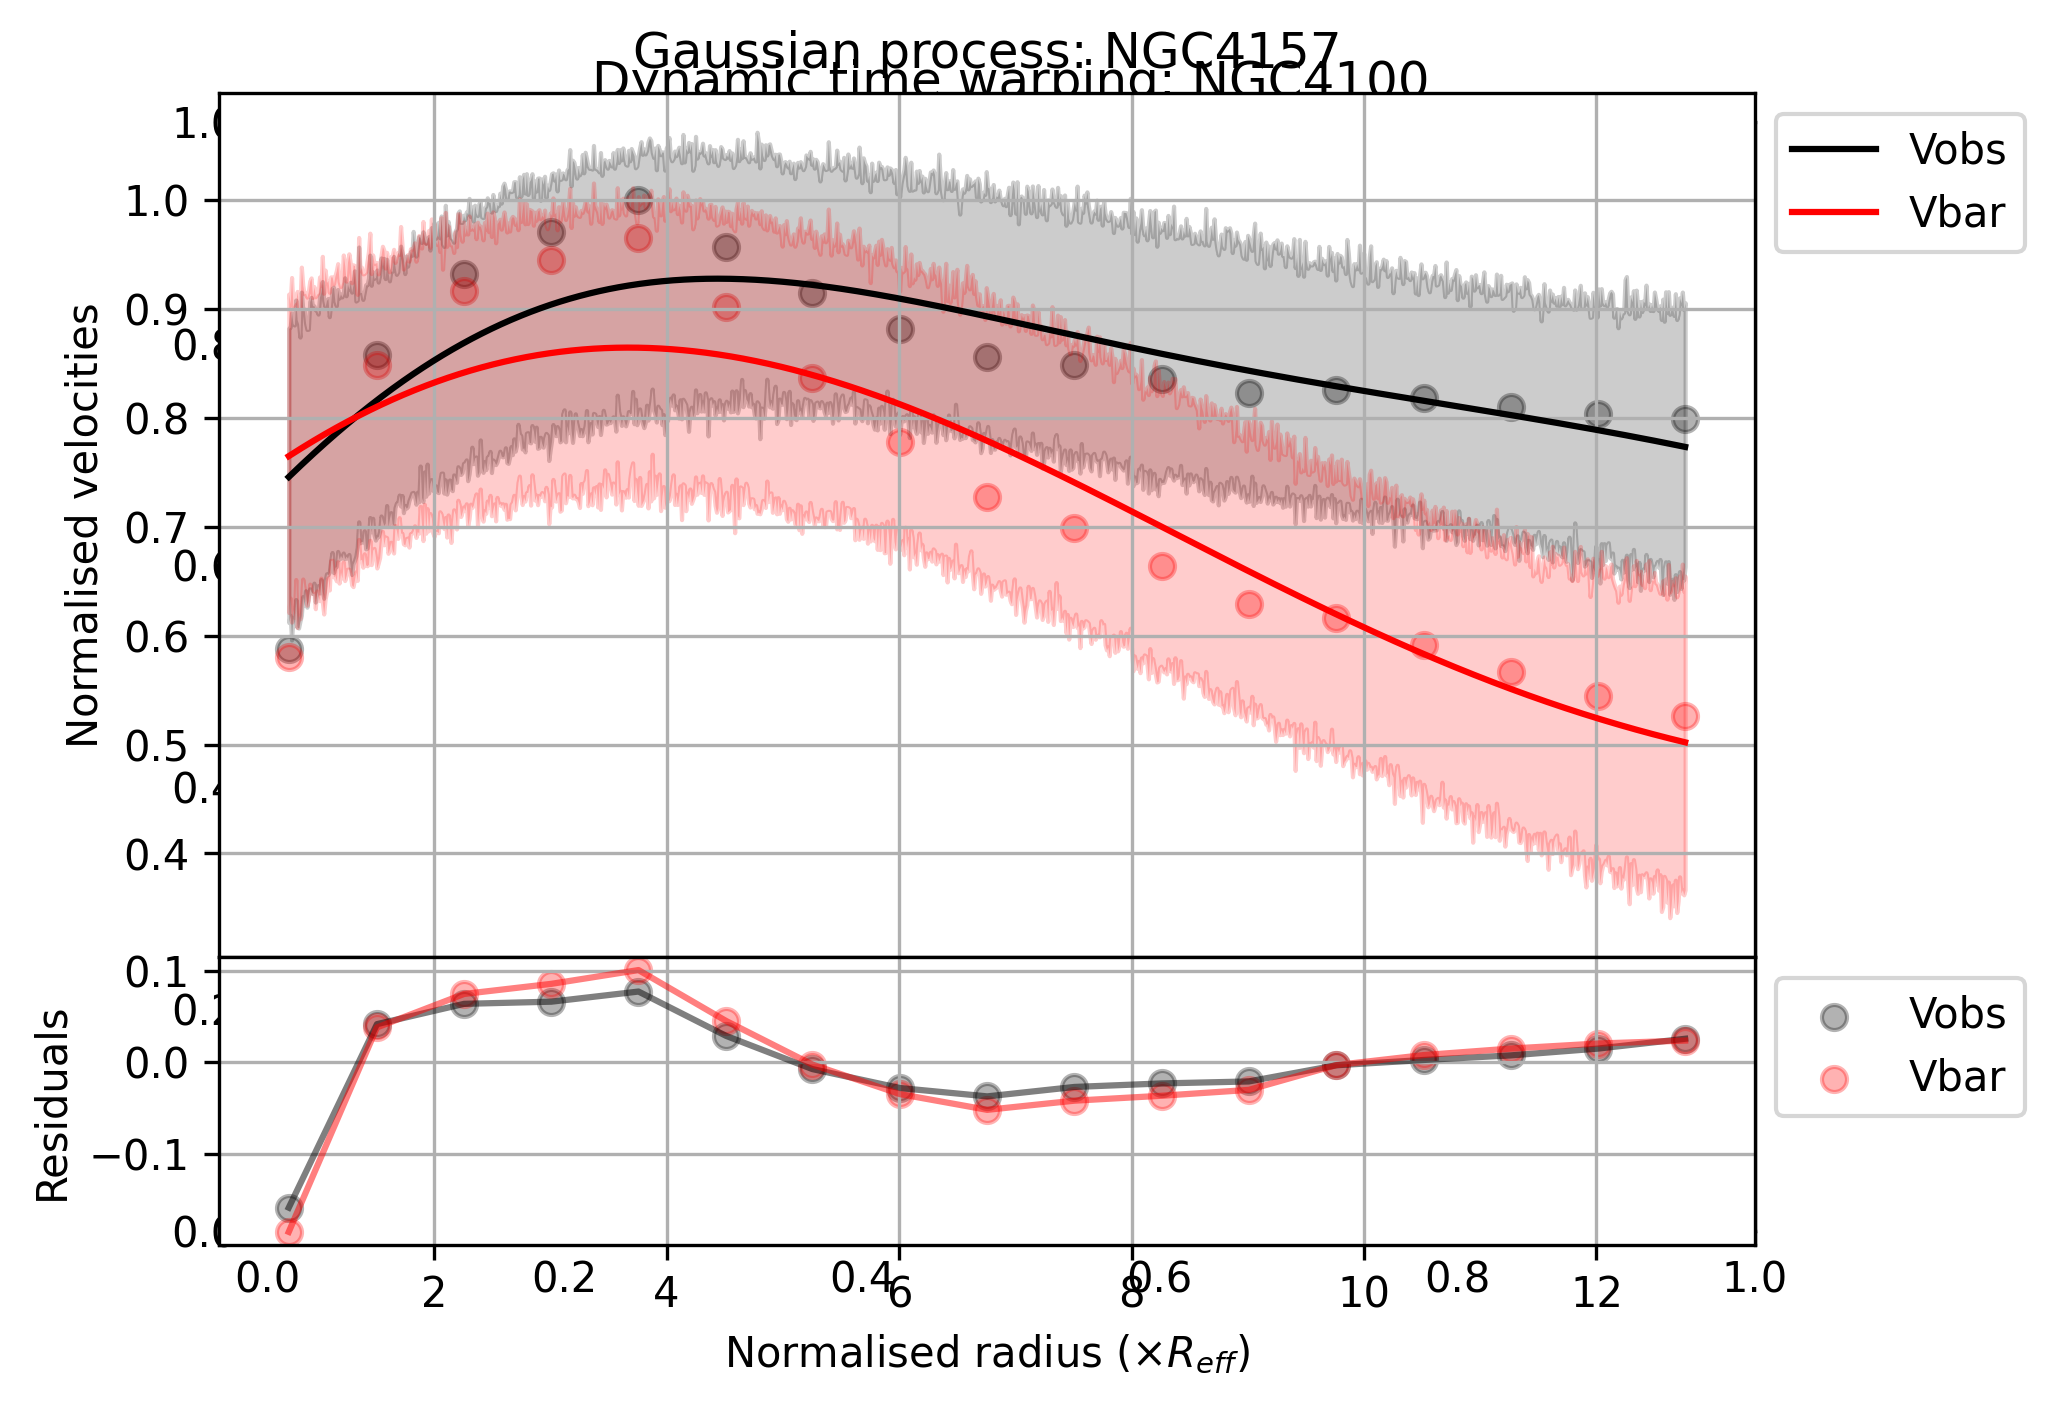 Gaussian process: NGC4157
Dynamic time warping: NGC4100
1.0
0.9
0.8
0.7
0.6
0.5
0.4
Normalised velocities
Vobs
Vbar
0.1
0.0
−0.1
Residuals
Vobs
Vbar
0.0 0.2 0.4 0.6 0.8 1.0
2 4 6 8 10 12
Normalised radius (×R_eff)